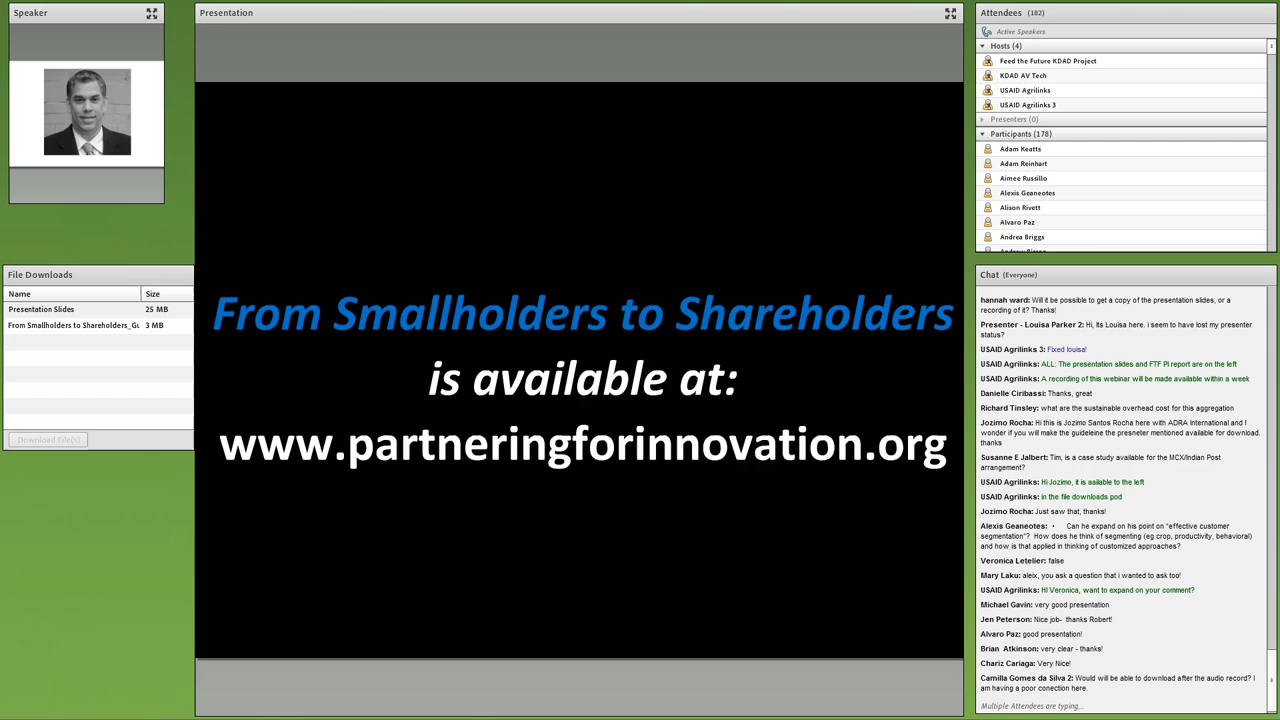 Speaker
Presentation
From Smallholders to Shareholders
is available at:
www.partneringforinnovation.org
File Downloads
Name Size
Presentation Slides 25 MB
From Smallholders to Shareholders_Gu 3 MB
Download File(s)
Attendees (182)
Active Speakers
Hosts (4)
Feed the Future KDAD Project
KDAD AV Tech
USAID Agrilinks
USAID Agrilinks 3
Presenters (0)
Participants (178)
Adam Keatts
Adam Reinhart
Aimee Russillo
Alexis Geaneotes
Alison Rivett
Alvaro Paz
Andrea Briggs
Chat (Everyone)
hannah ward: Will it be possible to get a copy of the presentation slides, or a
recording of it? Thanks!
Presenter - Louisa Parker 2: Hi, Its Louisa here. i seem to have lost my presenter
status?
USAID Agrilinks 3: Fixed louisa!
USAID Agrilinks: ALL: The presentation slides and FTF PI report are on the left
USAID Agrilinks: A recording of this webinar will be made available within a week
Danielle Ciribassi: Thanks, great
Richard Tinsley: what are the sustainable overhead cost for this aggregation
Jozimo Rocha: Hi this is Jozimo Santos Rocha here with ADRA International and I
wonder if you will make the guideleine the presneter mentioned available for download.
thanks
Susanne E Jalbert: Tim, is a case study available for the MCX/Indian Post
arrangement?
USAID Agrilinks: Hi Jozimo, it is aailable to the left
USAID Agrilinks: in the file downloads pod
Jozimo Rocha: Just saw that, thanks!
Alexis Geaneotes: • Can he expand on his point on "effective customer
segmentation"? How does he think of segmenting (eg crop, productivity, behavioral)
and how is that applied in thinking of customized approaches?
Veronica Letelier: false
Mary Laku: aleix, you ask a question that i wanted to ask too!
USAID Agrilinks: HI Veronica, want to expand on your comment?
Michael Gavin: very good presentation
Jen Peterson: Nice job- thanks Robert!
Alvaro Paz: good presentation!
Brian Atkinson: very clear - thanks!
Chariz Cariaga: Very Nice!
Camilla Gomes da Silva 2: Would will be able to download after the audio record? I
am having a poor conection here.
Multiple Attendees are typing...